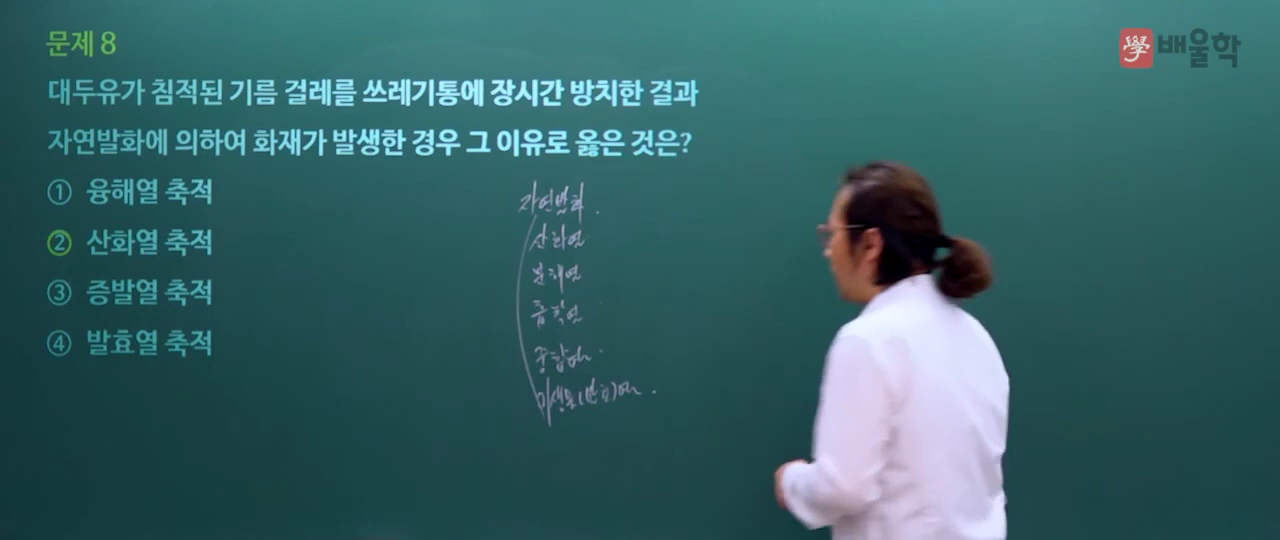 문제 8
學 배울학
대두유가 침적된 기름 걸레를 쓰레기통에 장시간 방치한 결과
자연발화에 의하여 화재가 발생한 경우 그 이유로 옳은 것은?
① 융해열 축적
② 산화열 축적
③ 증발열 축적
④ 발효열 축적
자연발화.
산화열
분해열
흡착열
중합열.
미생물(발효)열.